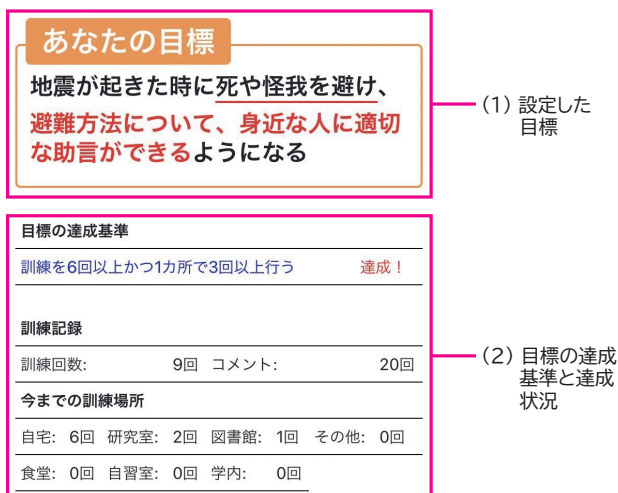 あなたの目標
地震が起きた時に死や怪我を避け、
避難方法について、身近な人に適切
な助言ができるようになる
(1) 設定した
目標
目標の達成基準
訓練を6回以上かつ1カ所で3回以上行う 達成！
訓練記録
訓練回数: 9回 コメント: 20回
今までの訓練場所
自宅: 6回 研究室: 2回 図書館: 1回 その他: 0回
食堂: 0回 自習室: 0回 学内: 0回
(2) 目標の達成
基準と達成
状況